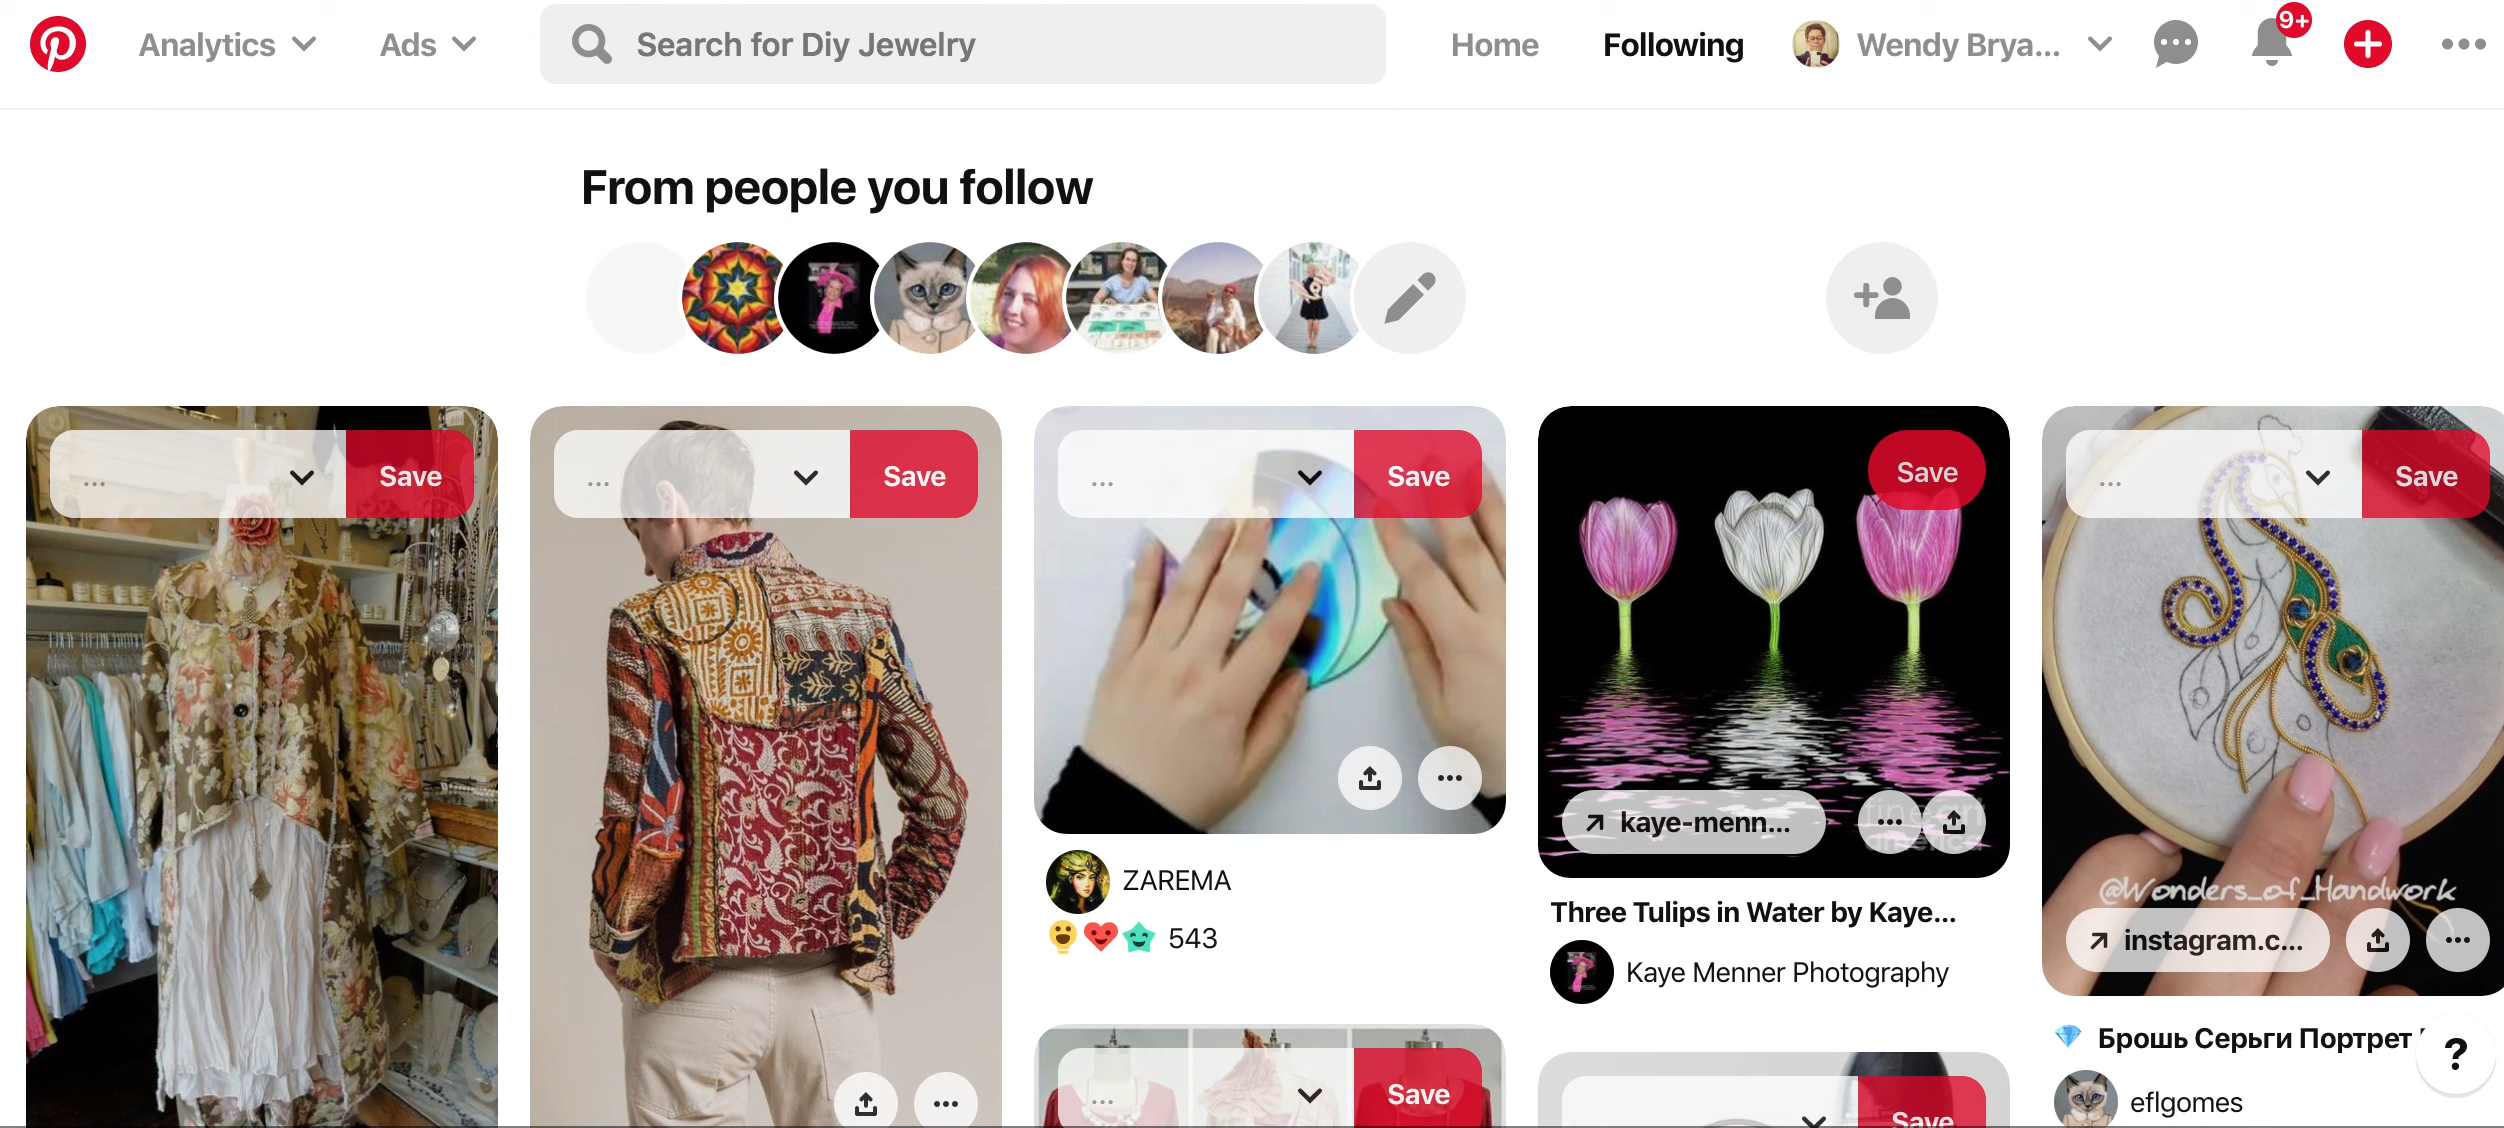 Analytics
Ads
Search for Diy Jewelry
Home
Following
Wendy Brya...
9+
From people you follow
...
Save
...
Save
...
Save
Save
...
Save
kaye-menn...
ZAREMA
543
Three Tulips in Water by Kaye...
Kaye Menner Photography
@Wonders_of_Handwork
instagram.c...
Брошь Серьги Портрет
?
eflgomes
...
Save
Save